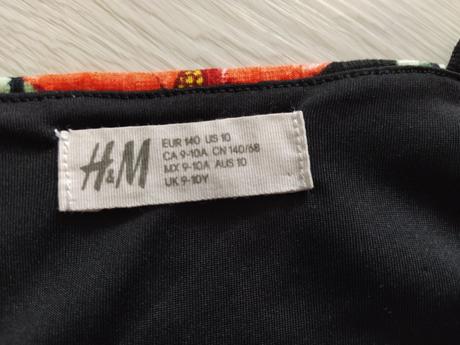 H&M
EUR 140 US 10
CA 9-10A CN 140/68
MX 9-10A AUS 10
UK 9-10Y